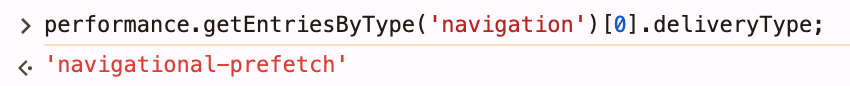 performance.getEntriesByType('navigation')[0].deliveryType;
'navigational-prefetch'